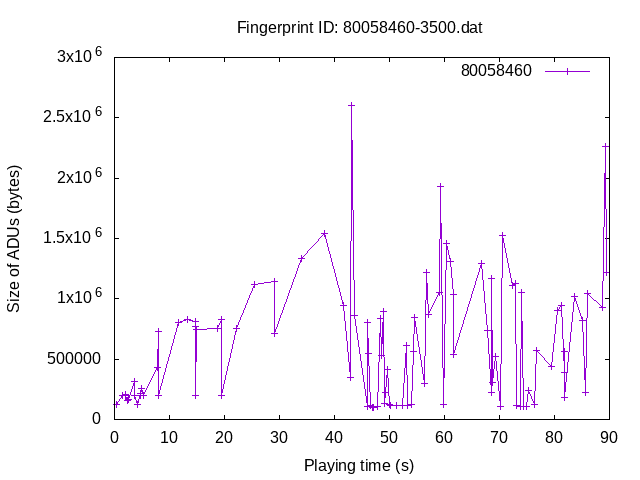 Fingerprint ID: 80058460-3500.dat
80058460
3x10^6
2.5x10^6
2x10^6
1.5x10^6
1x10^6
500000
0
Size of ADUs (bytes)
0 10 20 30 40 50 60 70 80 90
Playing time (s)